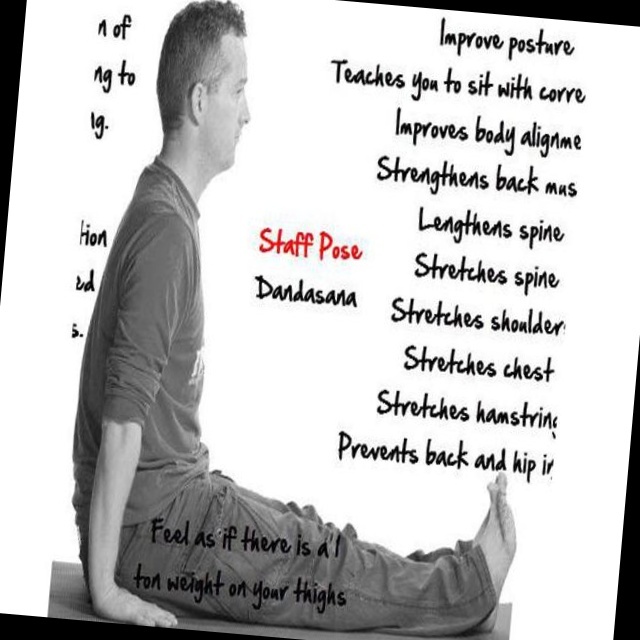 n of
ng to
ıg.
tion
ed
s.
Improve posture
Teaches you to sit with corre
Improves body alignme
Strengthens back mus
Lengthens spine
Stretches spine
Stretches shoulder
Stretches chest
Stretches hamstring
Prevents back and hip in
Staff Pose
Dandasana
Feel as if there is a 1
ton weight on your thighs